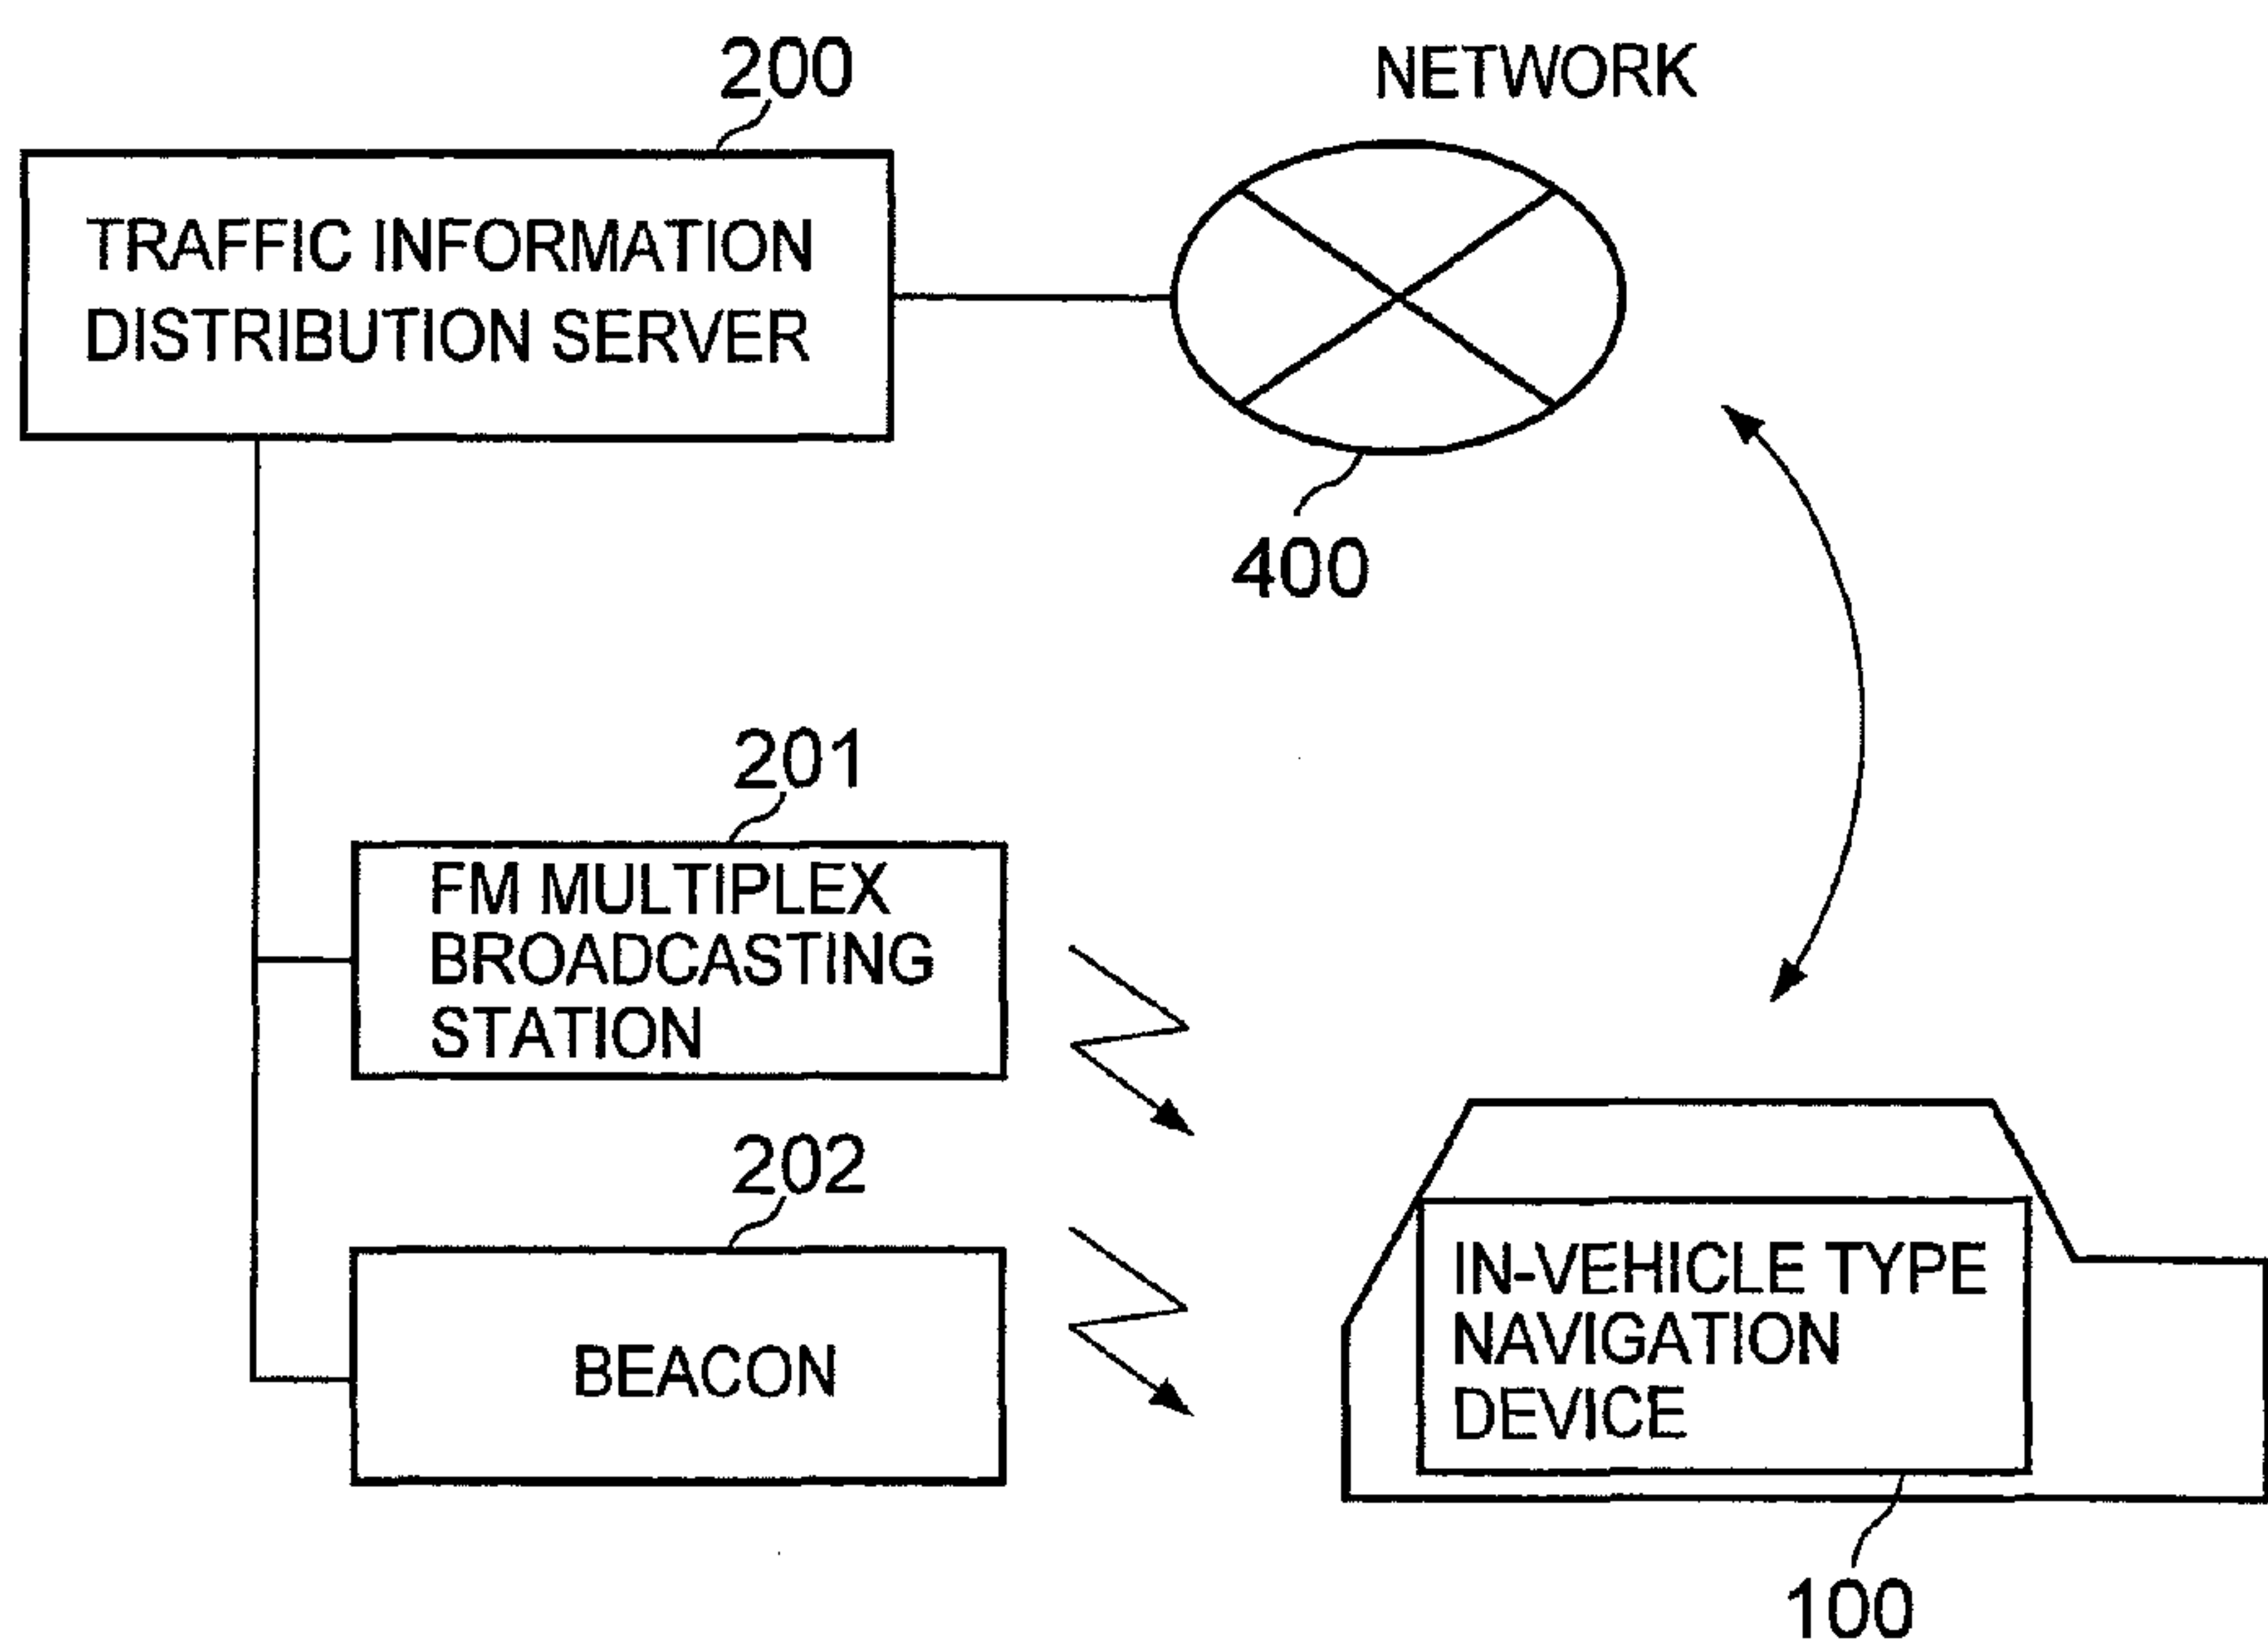 200
NETWORK
TRAFFIC INFORMATION
DISTRIBUTION SERVER
400
201
FM MULTIPLEX
BROADCASTING
STATION
202
BEACON
IN-VEHICLE TYPE
NAVIGATION
DEVICE
100